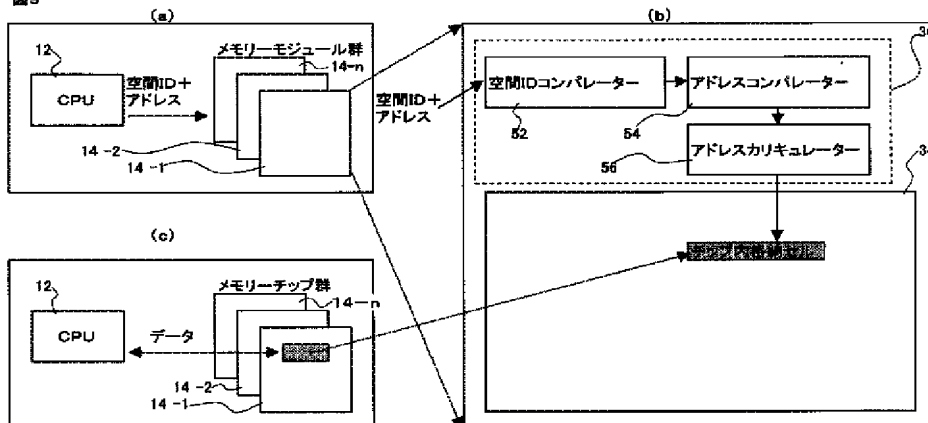 (a)
12
CPU
空間ID+
アドレス
メモリーモジュール群
14-n
14-2
14-1
(b)
空間ID+
アドレス
空間IDコンパレーター
52
アドレスコンパレーター
54
アドレスカリキュレーター
56
(c)
12
CPU
データ
メモリーチップ群
14-n
14-2
14-1